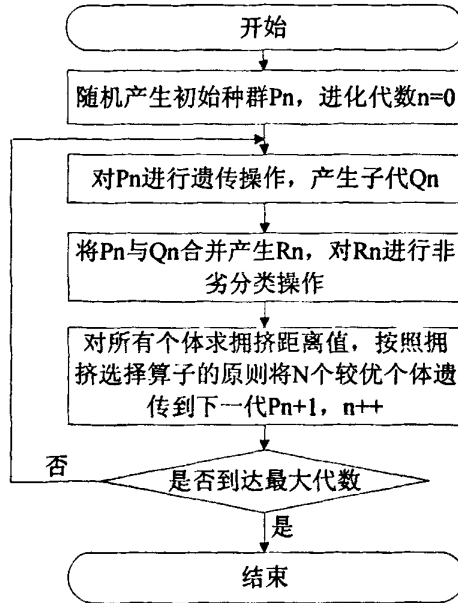 开始
随机产生初始种群Pn，进化代数n=0
对Pn进行遗传操作，产生子代Qn
将Pn与Qn合并产生Rn，对Rn进行非
劣分类操作
对所有个体求拥挤距离值，按照拥
挤选择算子的原则将N个较优个体遗
传到下一代Pn+1，n++
否
是否到达最大代数
是
结束